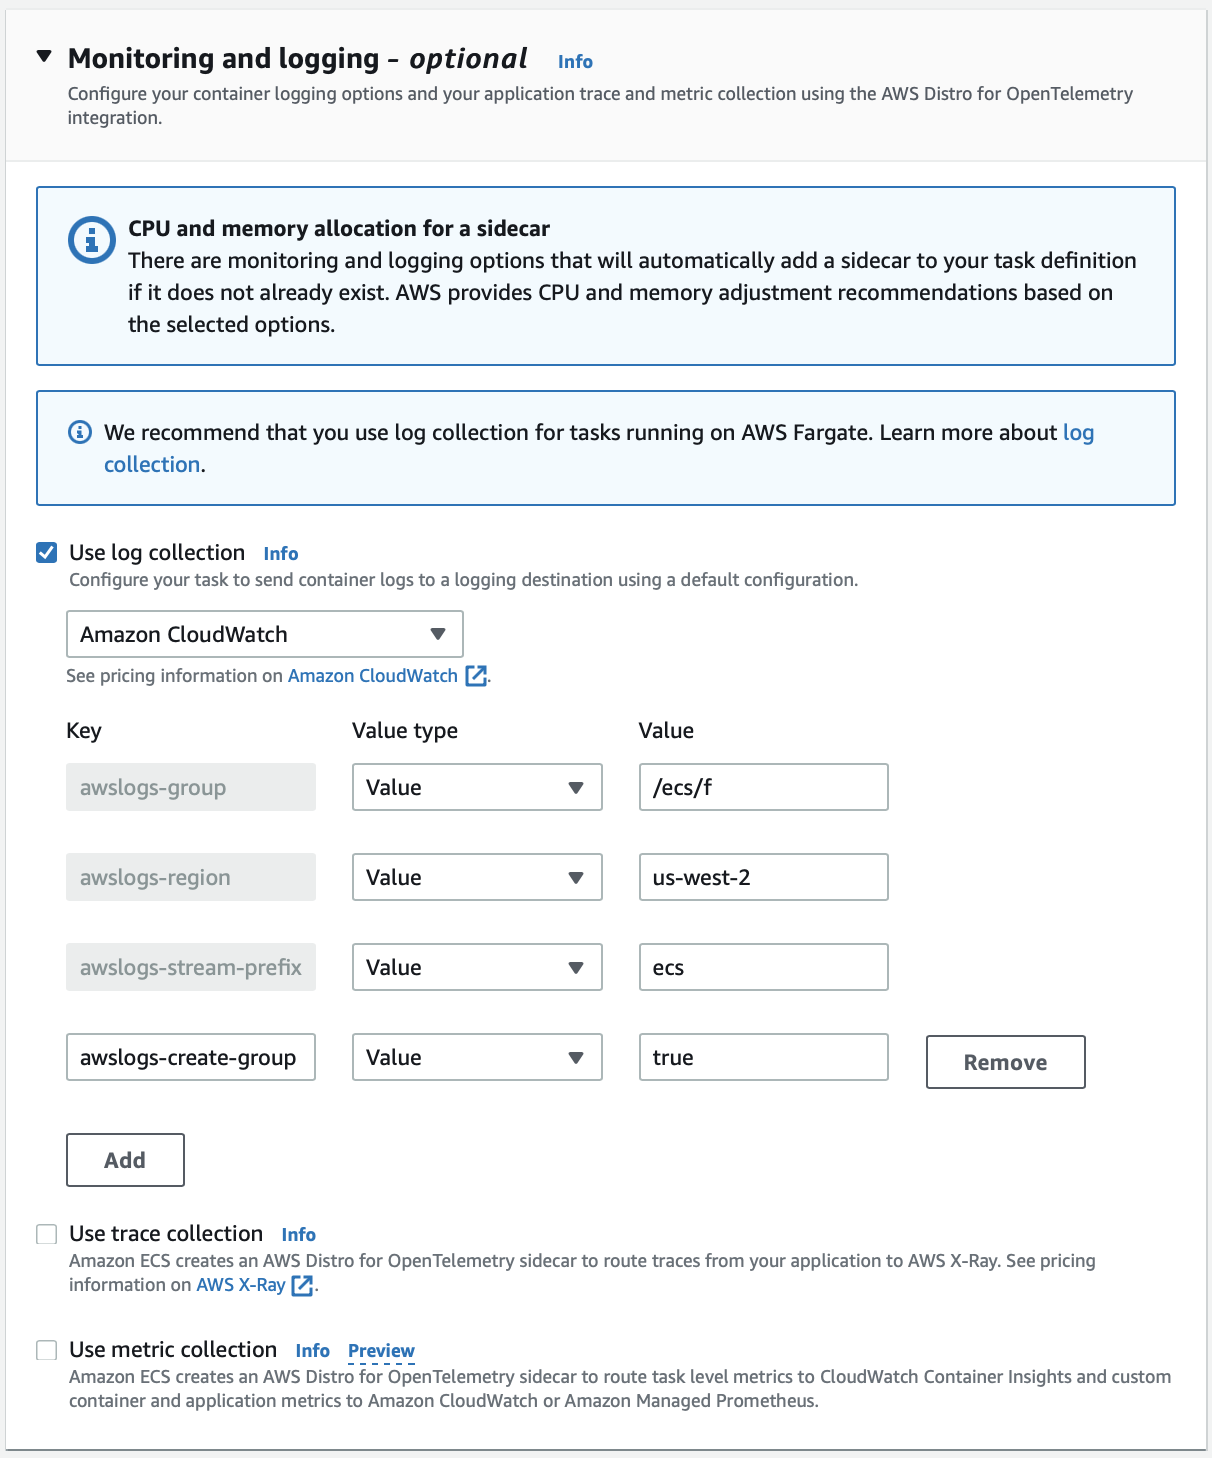 Monitoring and logging - optional Info
Configure your container logging options and your application trace and metric collection using the AWS Distro for OpenTelemetry
integration.
CPU and memory allocation for a sidecar
There are monitoring and logging options that will automatically add a sidecar to your task definition
if it does not already exist. AWS provides CPU and memory adjustment recommendations based on
the selected options.
We recommend that you use log collection for tasks running on AWS Fargate. Learn more about log
collection.
Use log collection Info
Configure your task to send container logs to a logging destination using a default configuration.
Amazon CloudWatch
See pricing information on Amazon CloudWatch.
Key Value type Value
awslogs-group Value /ecs/f
awslogs-region Value us-west-2
awslogs-stream-prefix Value ecs
awslogs-create-group Value true Remove
Add
Use trace collection Info
Amazon ECS creates an AWS Distro for OpenTelemetry sidecar to route traces from your application to AWS X-Ray. See pricing
information on AWS X-Ray.
Use metric collection Info Preview
Amazon ECS creates an AWS Distro for OpenTelemetry sidecar to route task level metrics to CloudWatch Container Insights and custom
container and application metrics to Amazon CloudWatch or Amazon Managed Prometheus.